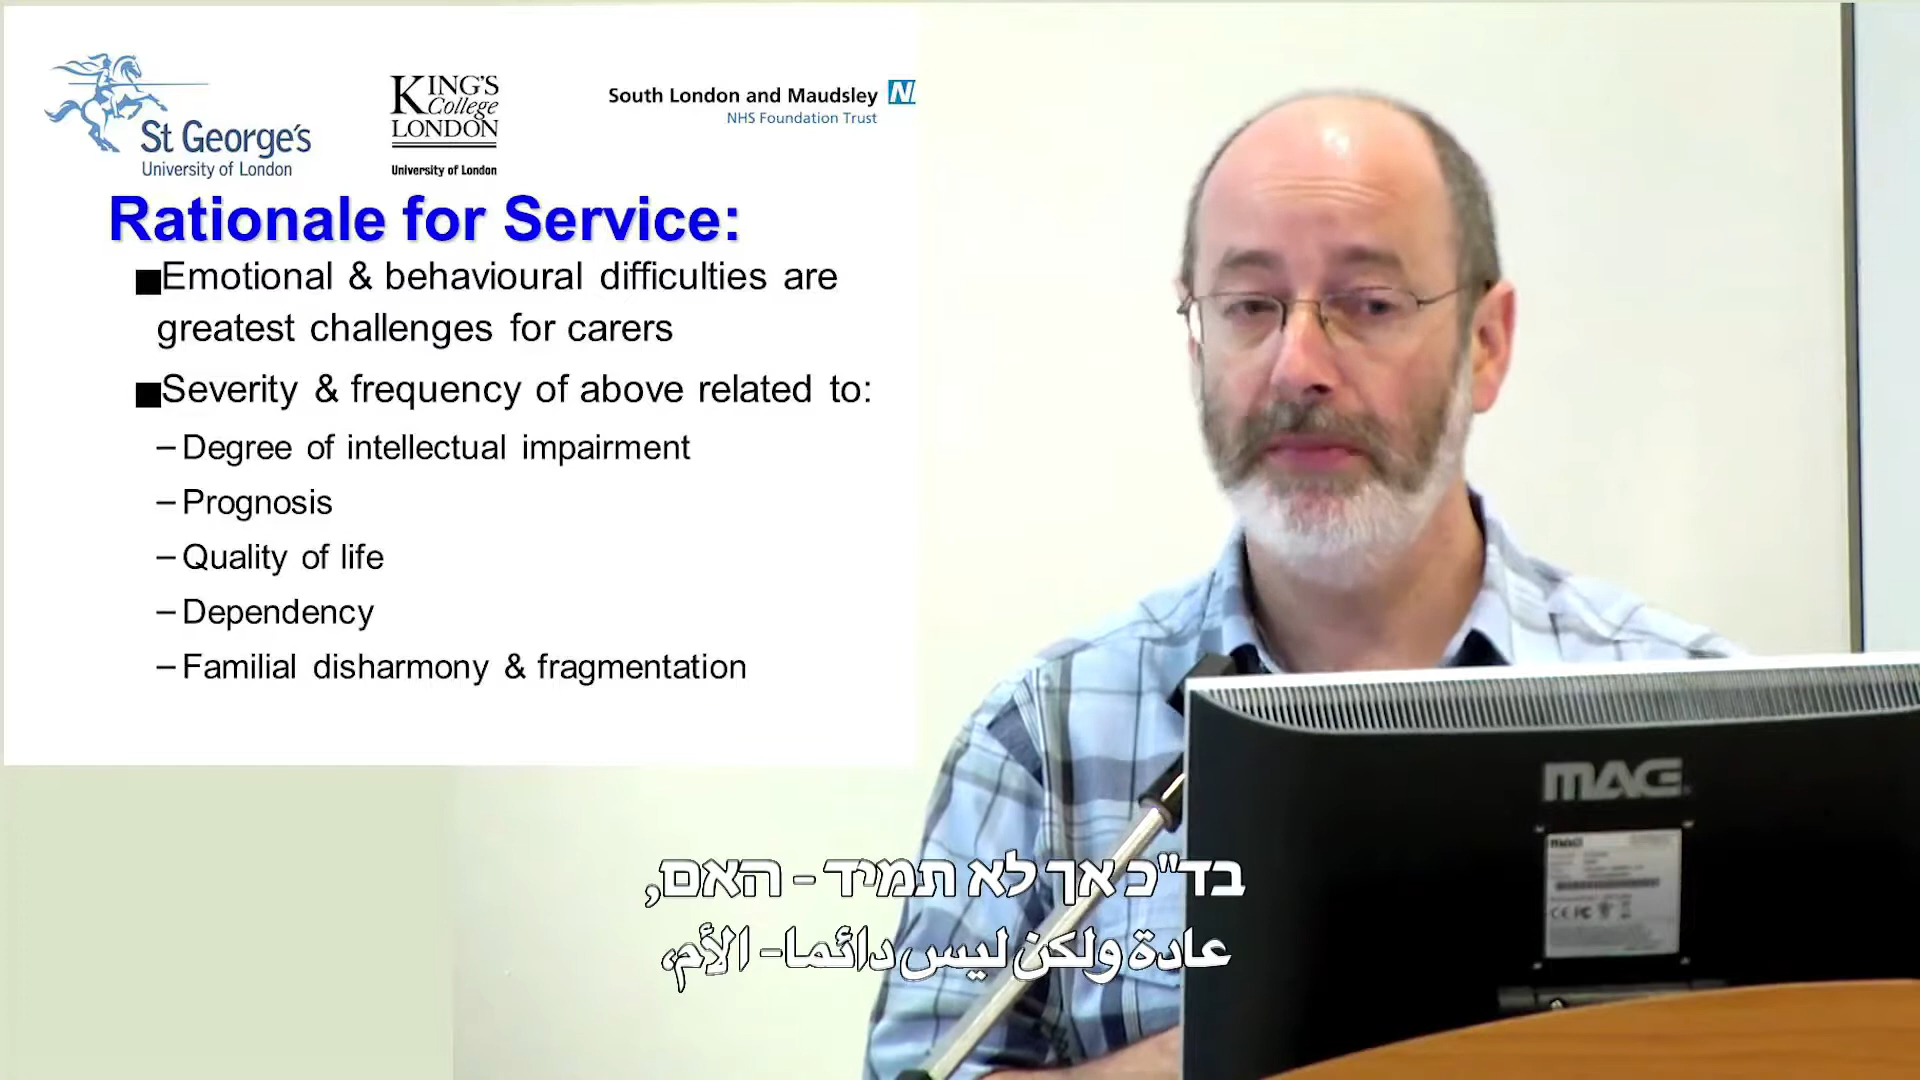 St George's
University of London
KING'S
College
LONDON
University of London
South London and Maudsley
NHS Foundation Trust
Rationale for Service:
■Emotional & behavioural difficulties are
greatest challenges for carers
■Severity & frequency of above related to:
– Degree of intellectual impairment
– Prognosis
– Quality of life
– Dependency
– Familial disharmony & fragmentation
MAG
MAG
בד"כ אך לא תמיד - האם,
عادة ولكن ليس دائما- الأم،